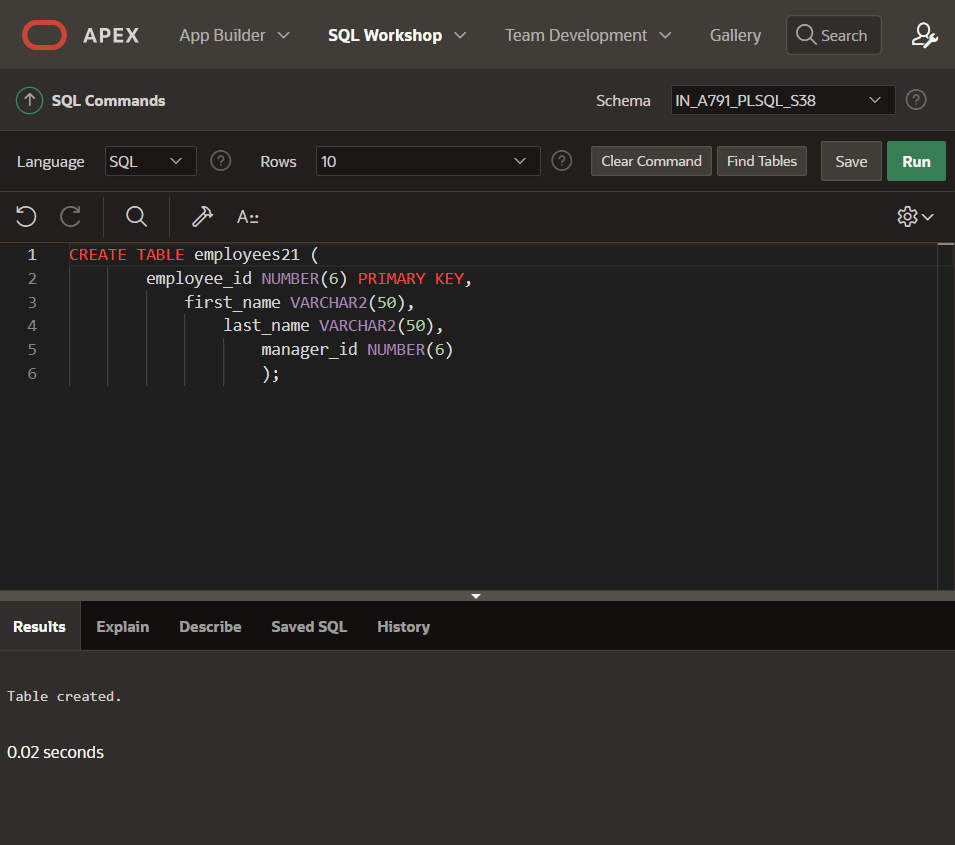 APEX App Builder SQL Workshop Team Development Gallery Search
SQL Commands Schema IN_A791_PLSQL_S38 ?
Language SQL ? Rows 10 ? Clear Command Find Tables Save Run
A::
1 CREATE TABLE employees21 (
2 employee_id NUMBER(6) PRIMARY KEY,
3 first_name VARCHAR2(50),
4 last_name VARCHAR2(50),
5 manager_id NUMBER(6)
6 );
Results Explain Describe Saved SQL History
Table created.
0.02 seconds